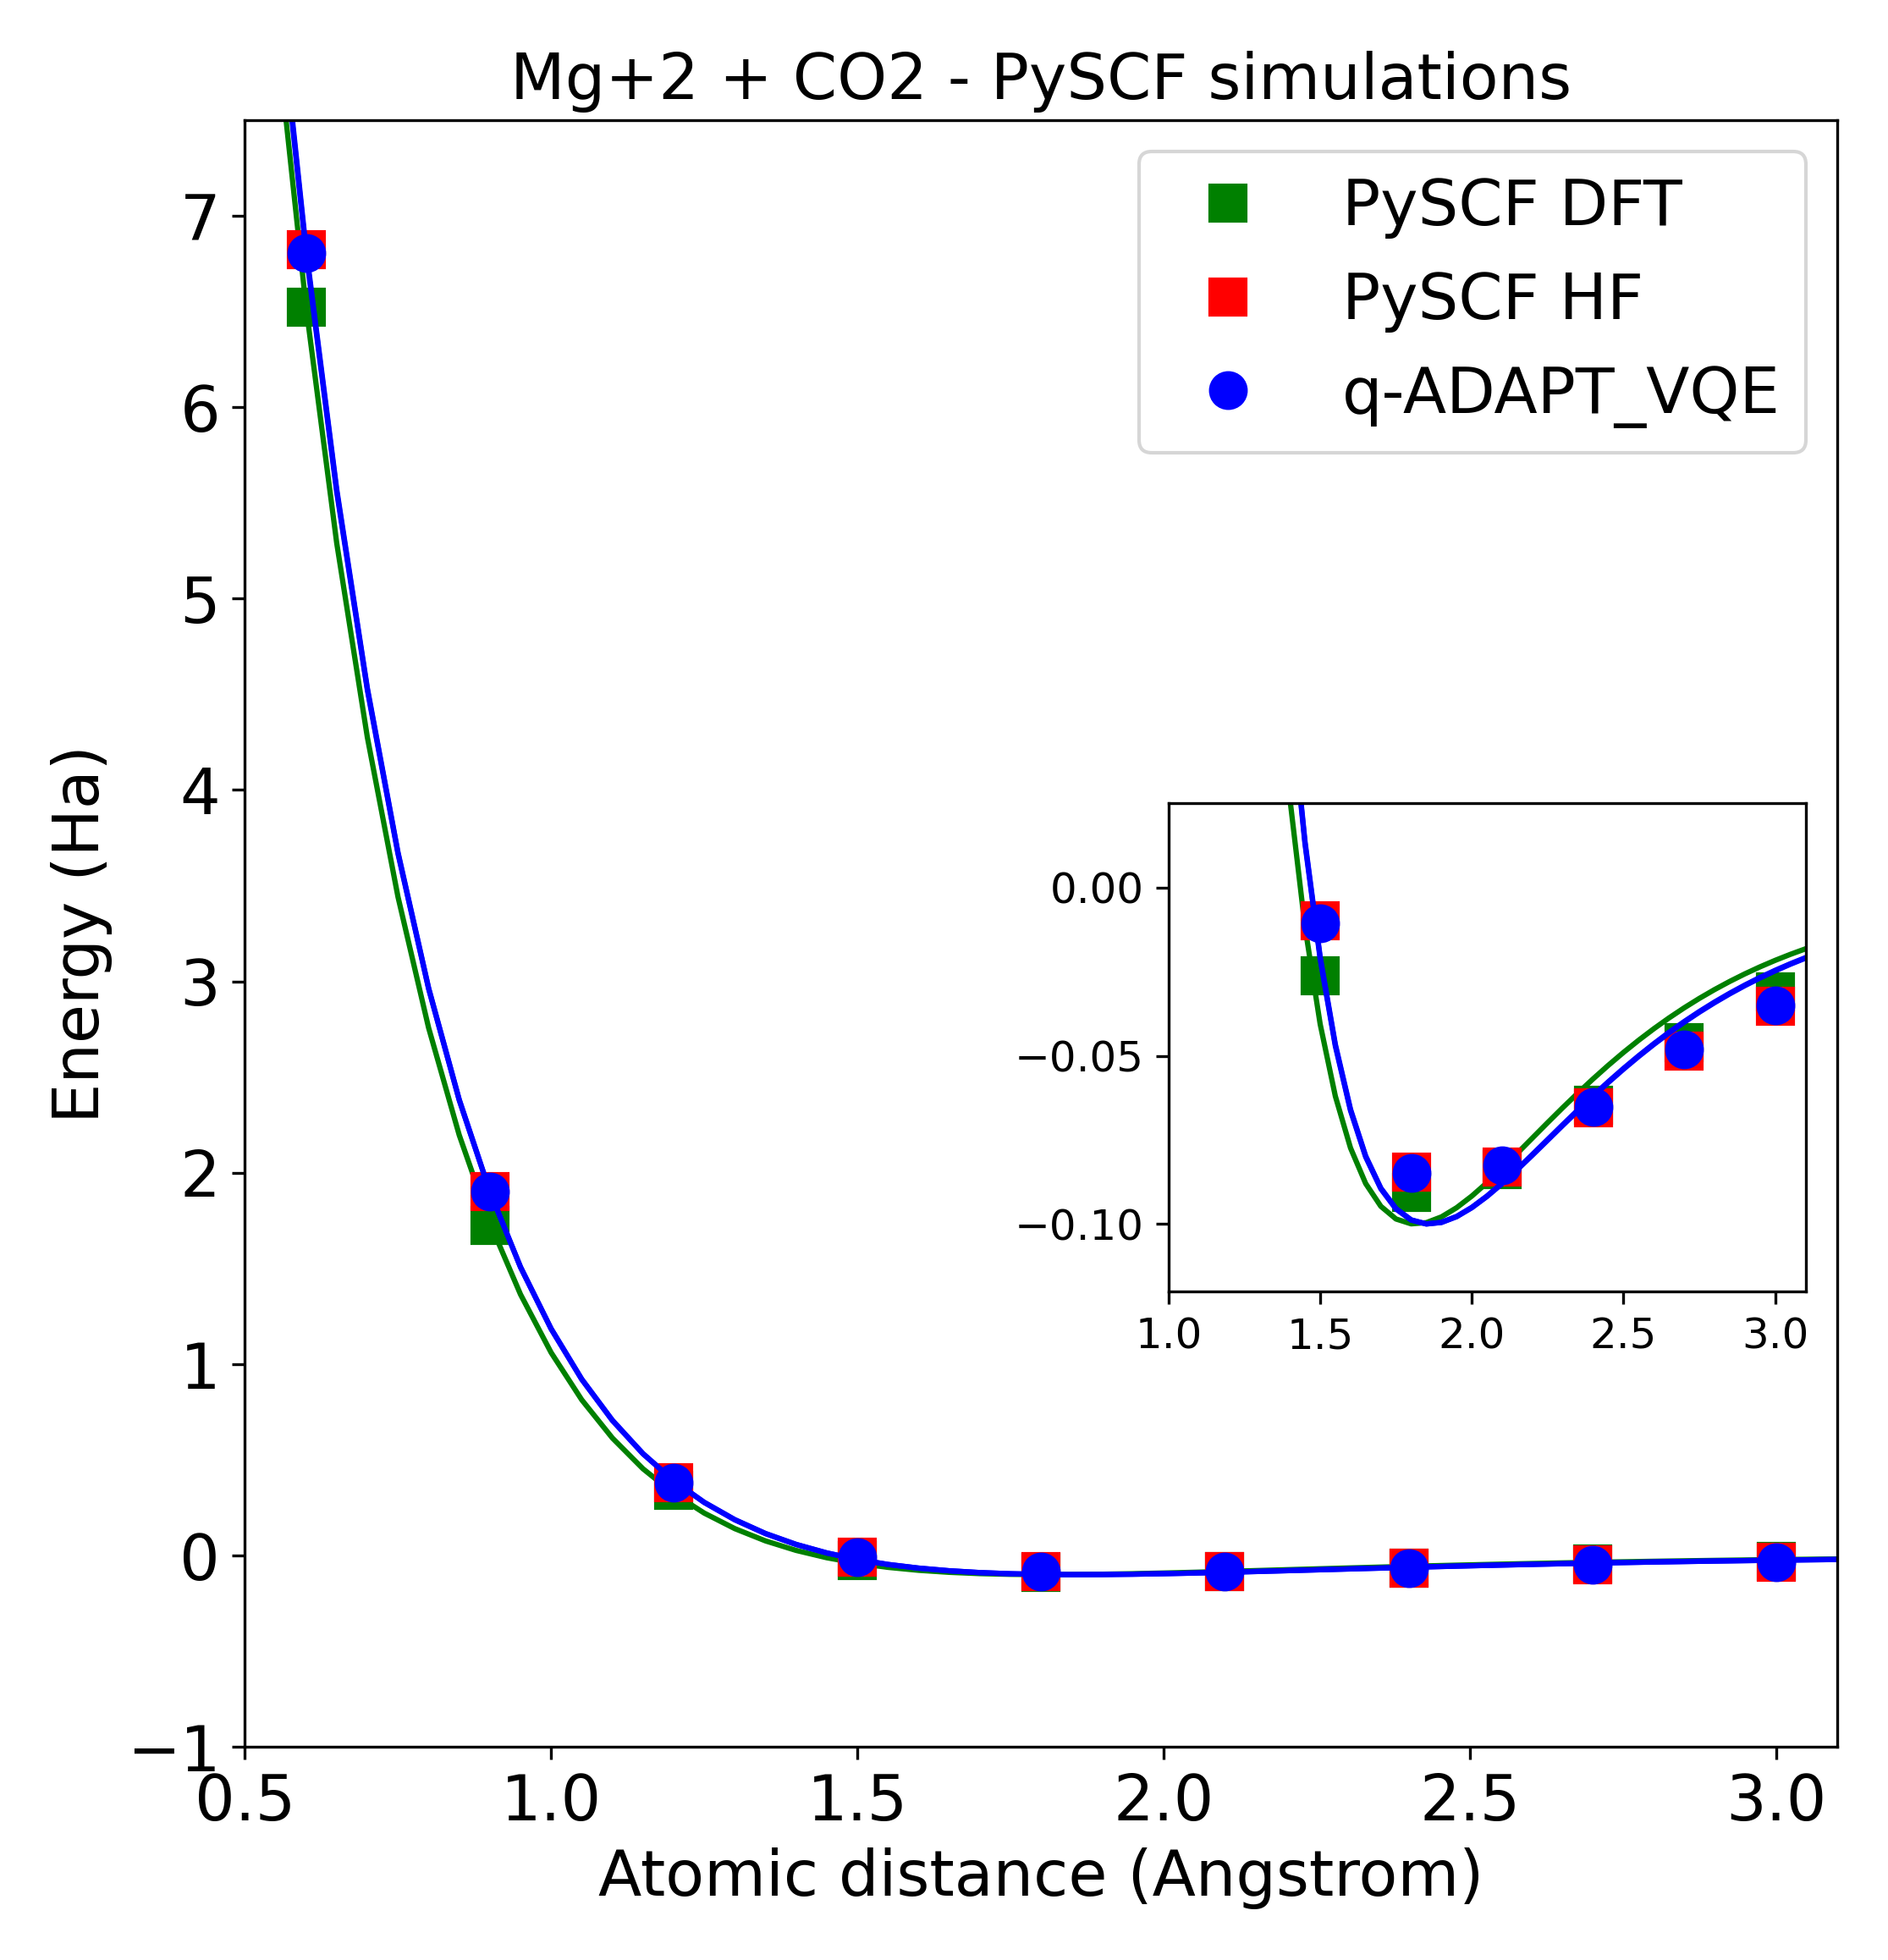 Mg+2 + CO2 - PySCF simulations
PySCF DFT
PySCF HF
q-ADAPT_VQE
Energy (Ha)
7
6
5
4
3
2
1
0
−1
0.00
−0.05
−0.10
1.0 1.5 2.0 2.5 3.0
0.5 1.0 1.5 2.0 2.5 3.0
Atomic distance (Angstrom)